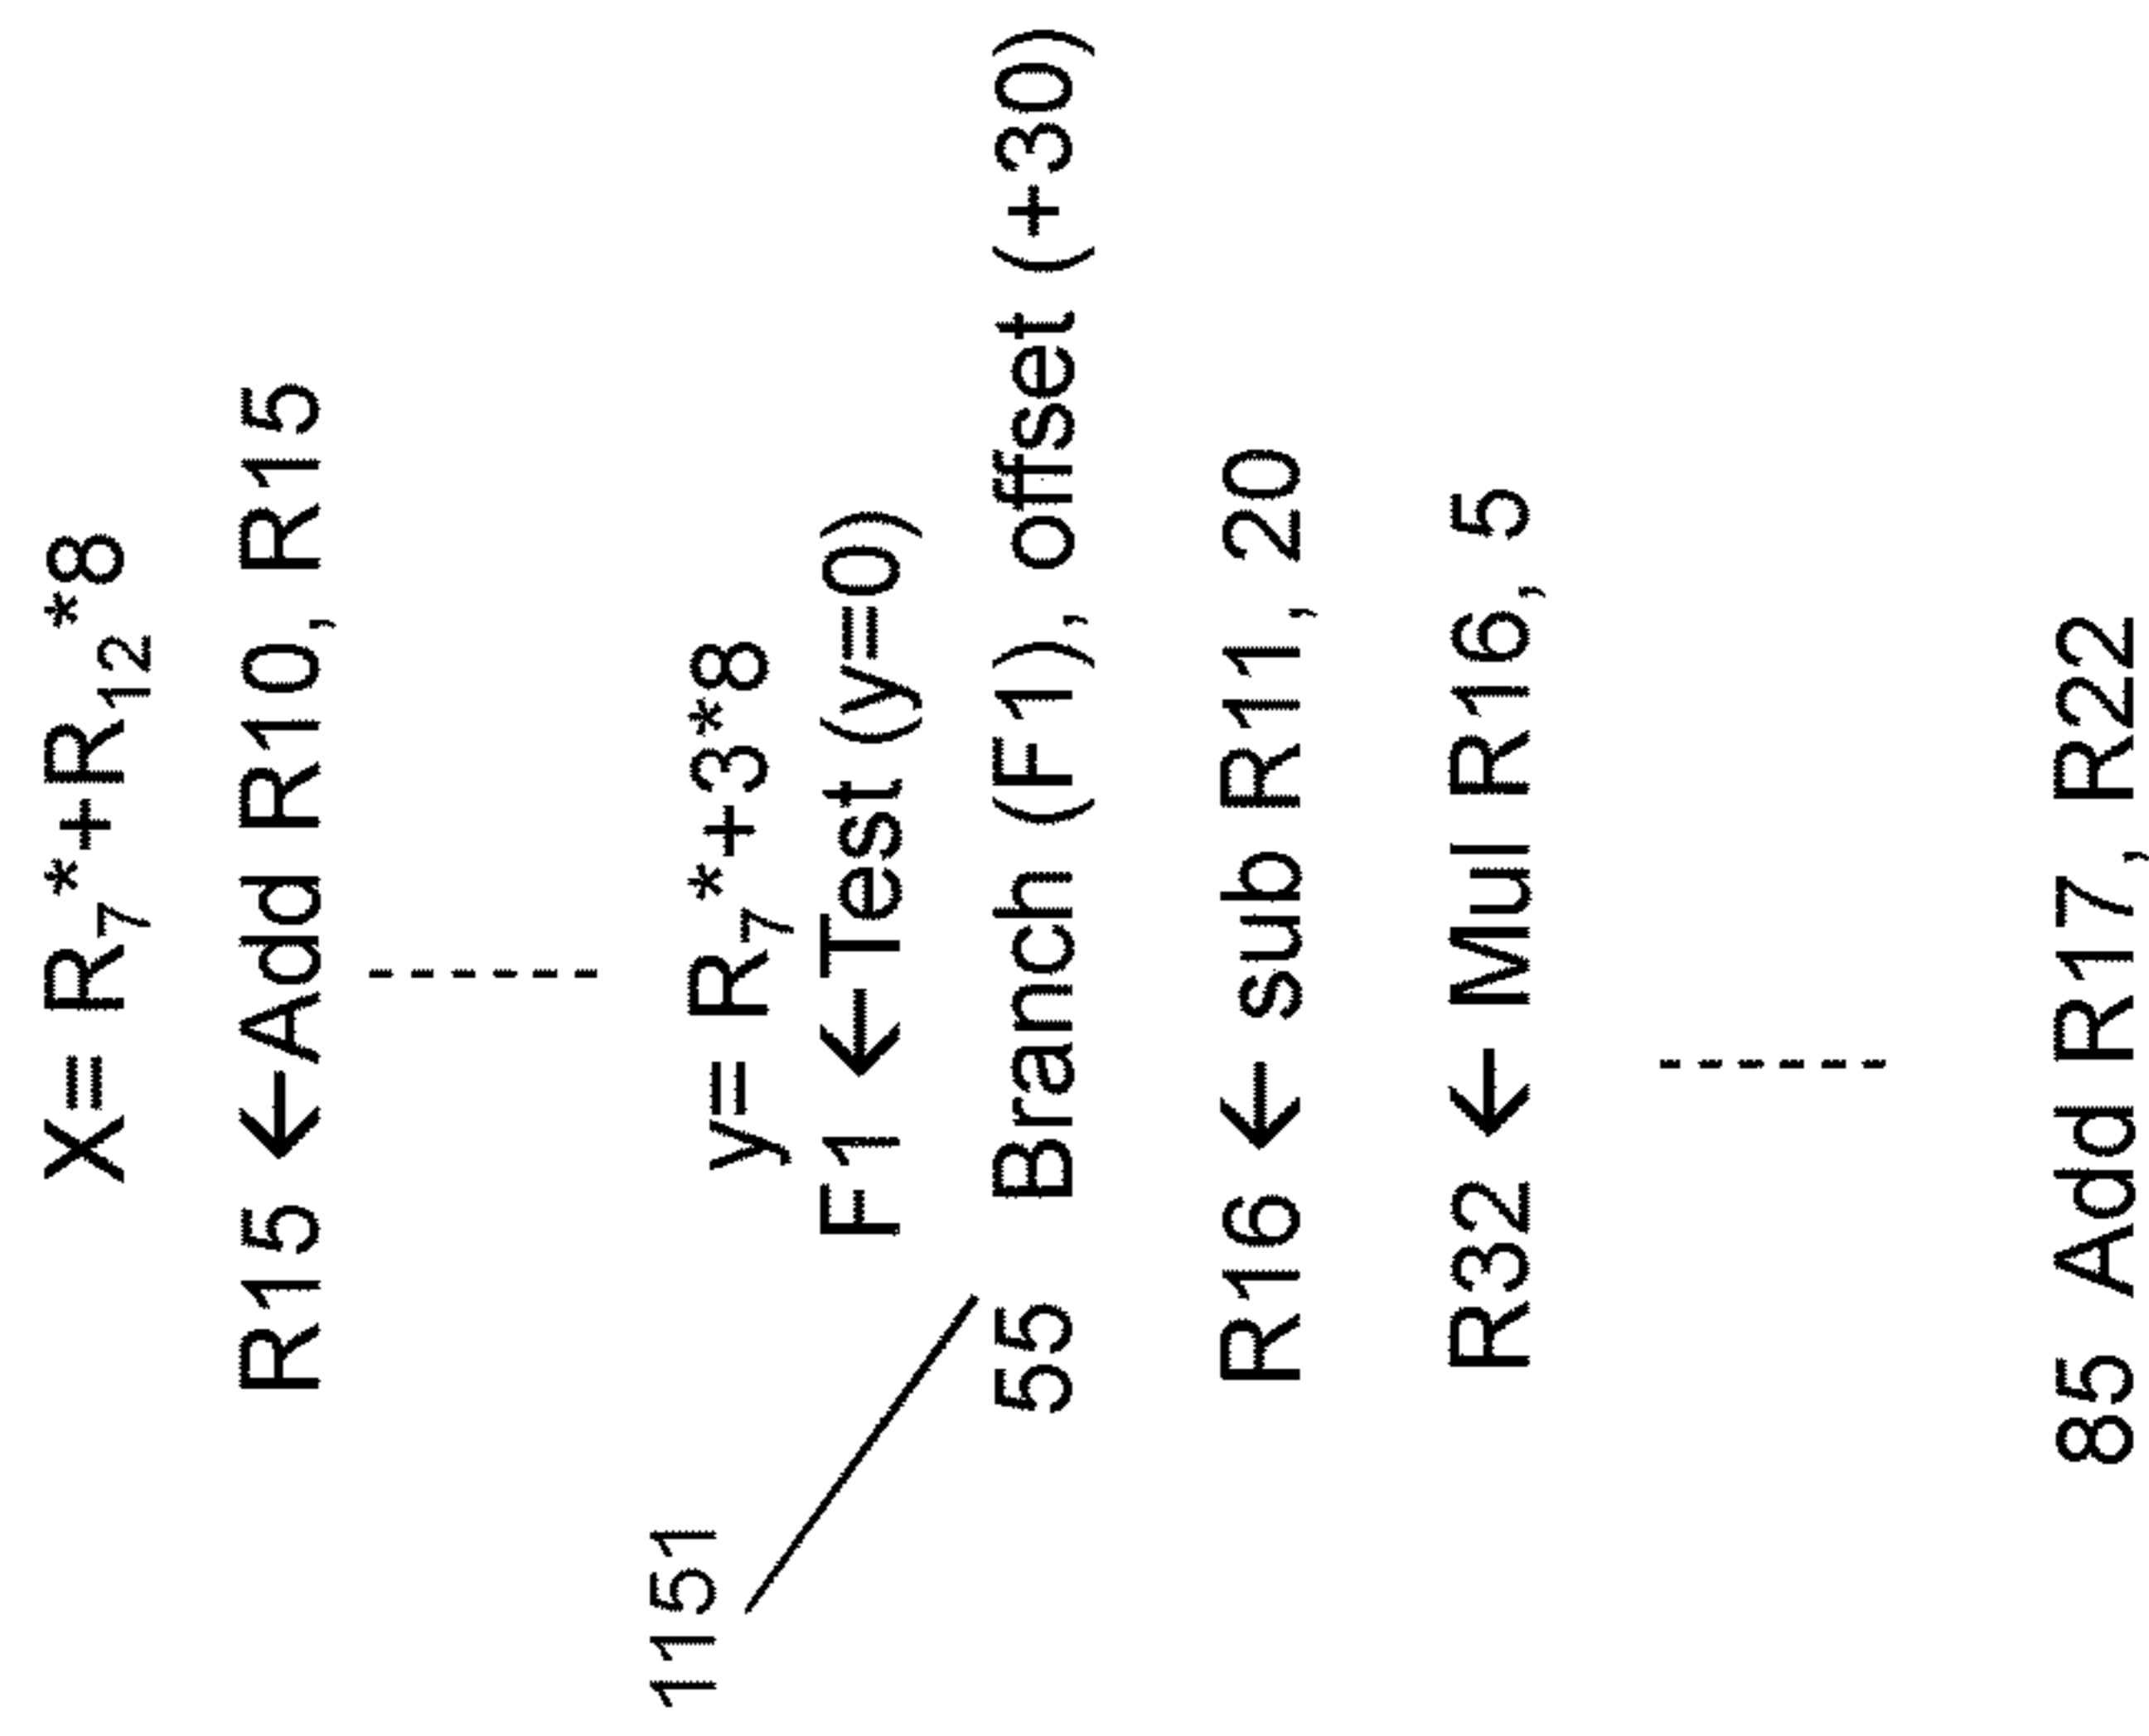 X= R₇*+R₁₂*8
R15 ←Add R10, R15
y= R₇*+3*8
F1 ←Test (y=0)
1151
55 Branch (F1), offset (+30)
R16 ← sub R11, 20
R32 ← Mul R16, 5
85 Add R17, R22